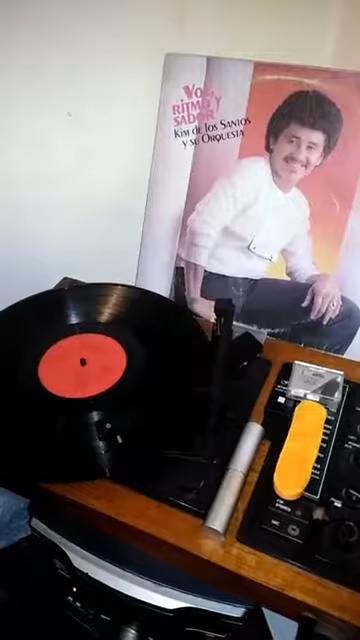 Voz
RITMO Y
SABOR
KIM DE LOS SANTOS
Y SU ORQUESTA